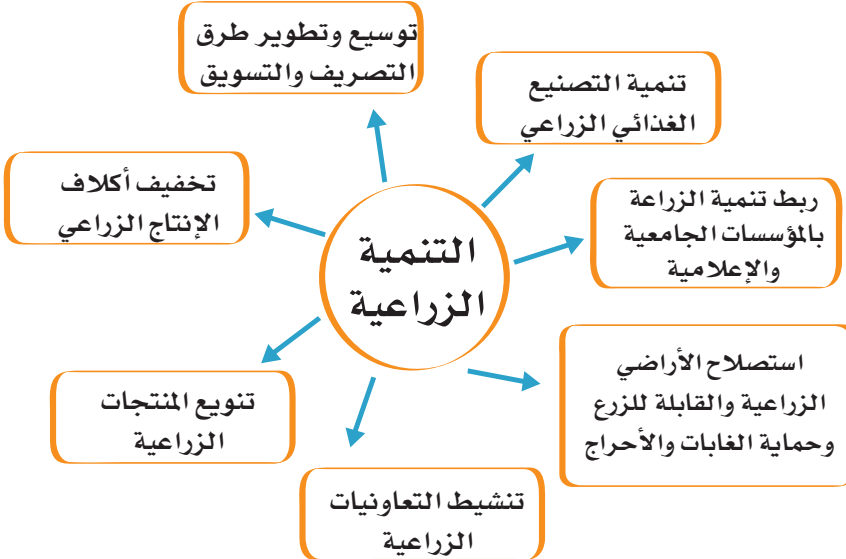 توسيع وتطوير طرق
التصريف والتسويق
تنمية التصنيع
الغذائي الزراعي
تخفيف أكلاف
الإنتاج الزراعي
ربط تنمية الزراعة
بالمؤسسات الجامعية
والإعلامية
التنمية
الزراعية
استصلاح الأراضي
الزراعية والقابلة للزرع
وحماية الغابات والأحراج
تنويع المنتجات
الزراعية
تنشيط التعاونيات
الزراعية